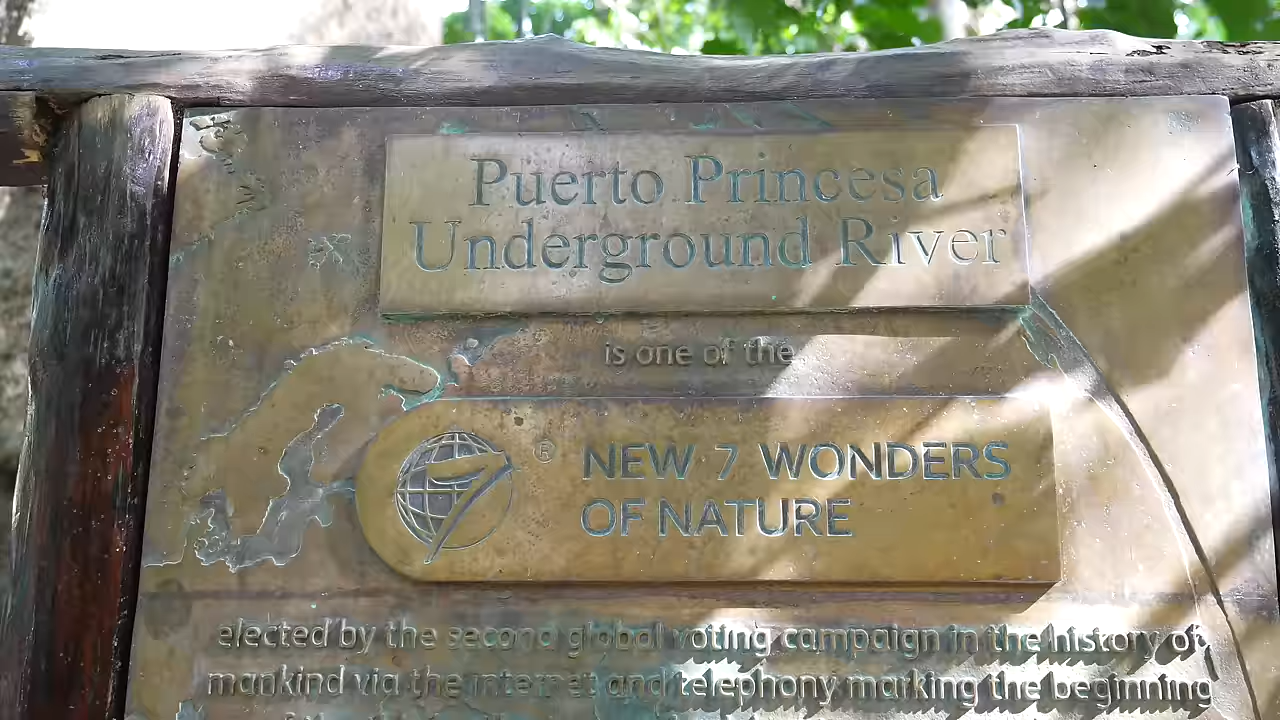 Puerto Princesa
Underground River
is one of the
® NEW 7 WONDERS
OF NATURE
elected by the second global voting campaign in the history of
mankind via the internet and telephony marking the beginning